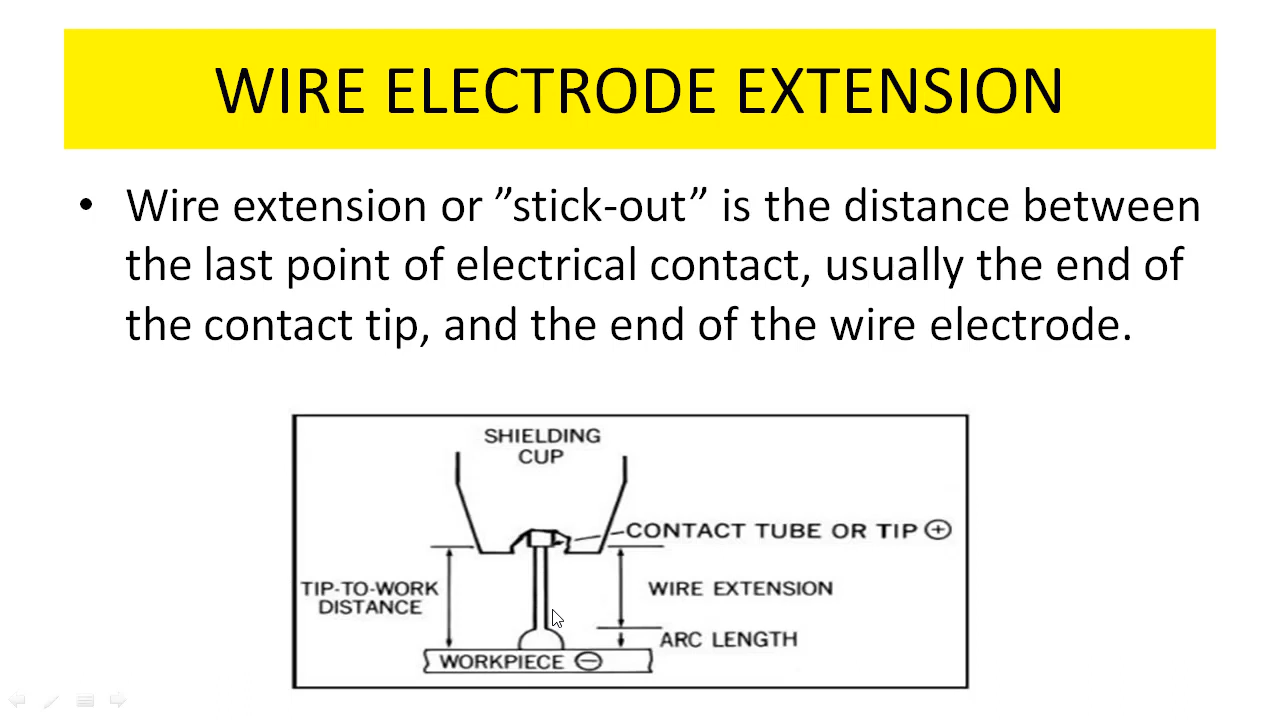 WIRE ELECTRODE EXTENSION
• Wire extension or ”stick-out” is the distance between
the last point of electrical contact, usually the end of
the contact tip, and the end of the wire electrode.
SHIELDING
CUP
CONTACT TUBE OR TIP +
TIP-TO-WORK
DISTANCE
WIRE EXTENSION
ARC LENGTH
WORKPIECE −